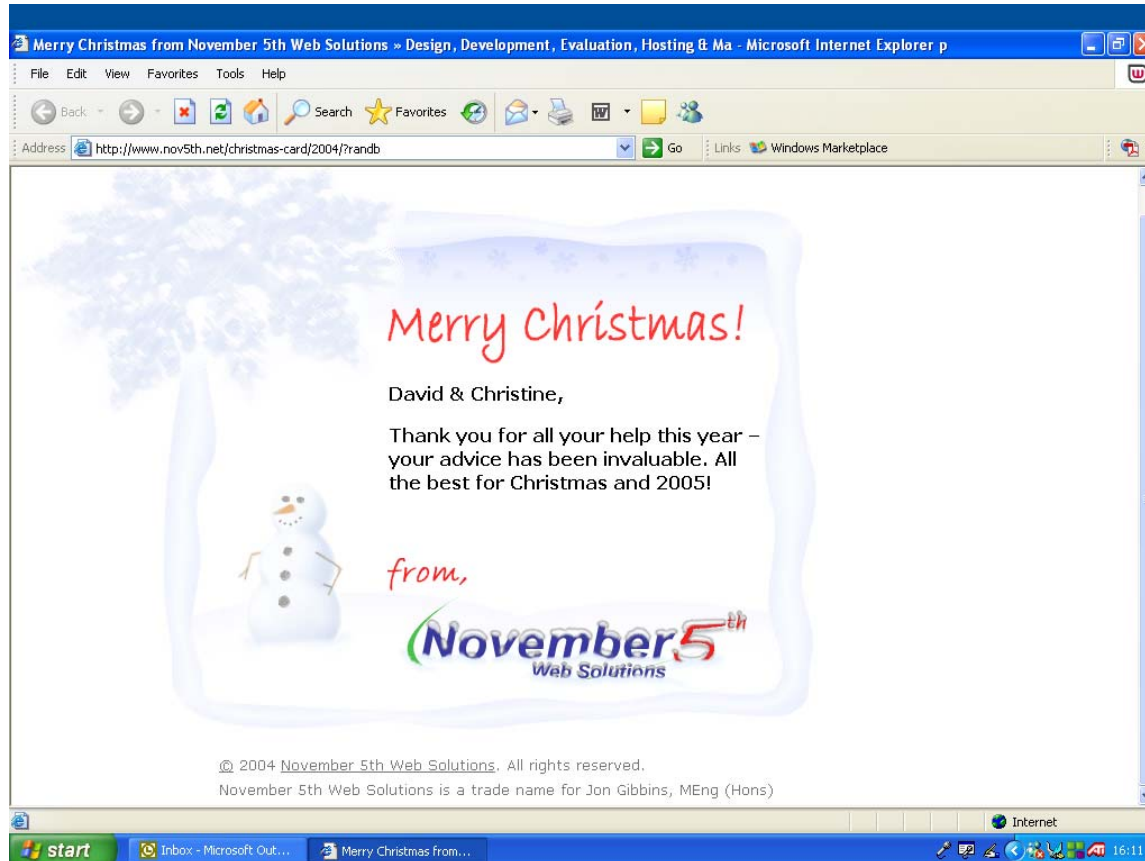 Merry Christmas from November 5th Web Solutions » Design, Development, Evaluation, Hosting & Ma - Microsoft Internet Explorer p
File Edit View Favorites Tools Help
Back Search Favorites
Address http://www.nov5th.net/christmas-card/2004/?randb Go Links Windows Marketplace
Merry Christmas!
David & Christine,
Thank you for all your help this year –
your advice has been invaluable. All
the best for Christmas and 2005!
from,
November 5th
Web Solutions
© 2004 November 5th Web Solutions. All rights reserved.
November 5th Web Solutions is a trade name for Jon Gibbins, MEng (Hons)
Internet
start Inbox - Microsoft Out... Merry Christmas from... 16:11